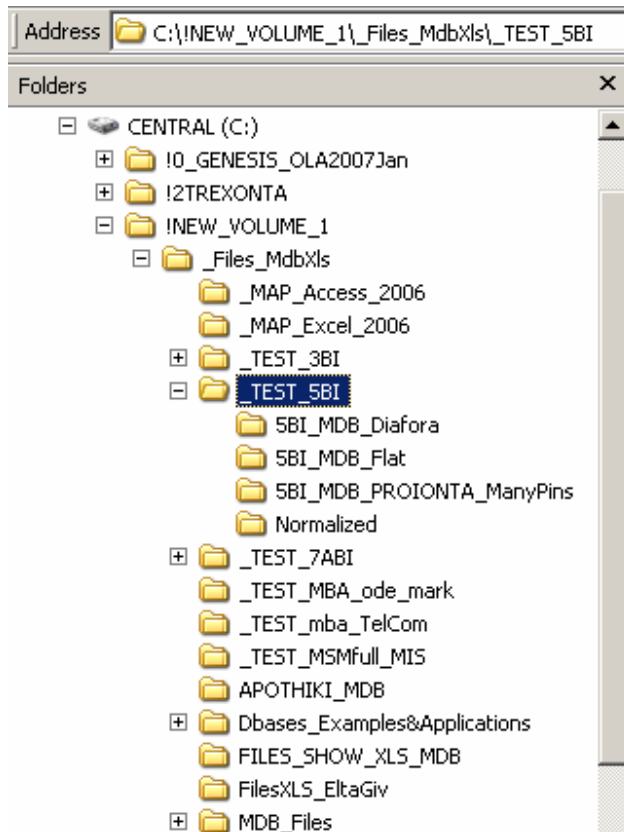 Address C:\!NEW_VOLUME_1\_Files_MdbXls\_TEST_5BI
Folders
CENTRAL (C:)
!0_GENESIS_OLA2007Jan
!2TREXONTA
!NEW_VOLUME_1
_Files_MdbXls
_MAP_Access_2006
_MAP_Excel_2006
_TEST_3BI
_TEST_5BI
5BI_MDB_Diafora
5BI_MDB_Flat
5BI_MDB_PROIONTA_ManyPins
Normalized
_TEST_7ABI
_TEST_MBA_ode_mark
_TEST_mba_TelCom
_TEST_MSMfull_MIS
APOTHIKI_MDB
Dbases_Examples&Applications
FILES_SHOW_XLS_MDB
FilesXLS_EltaGiv
MDB_Files